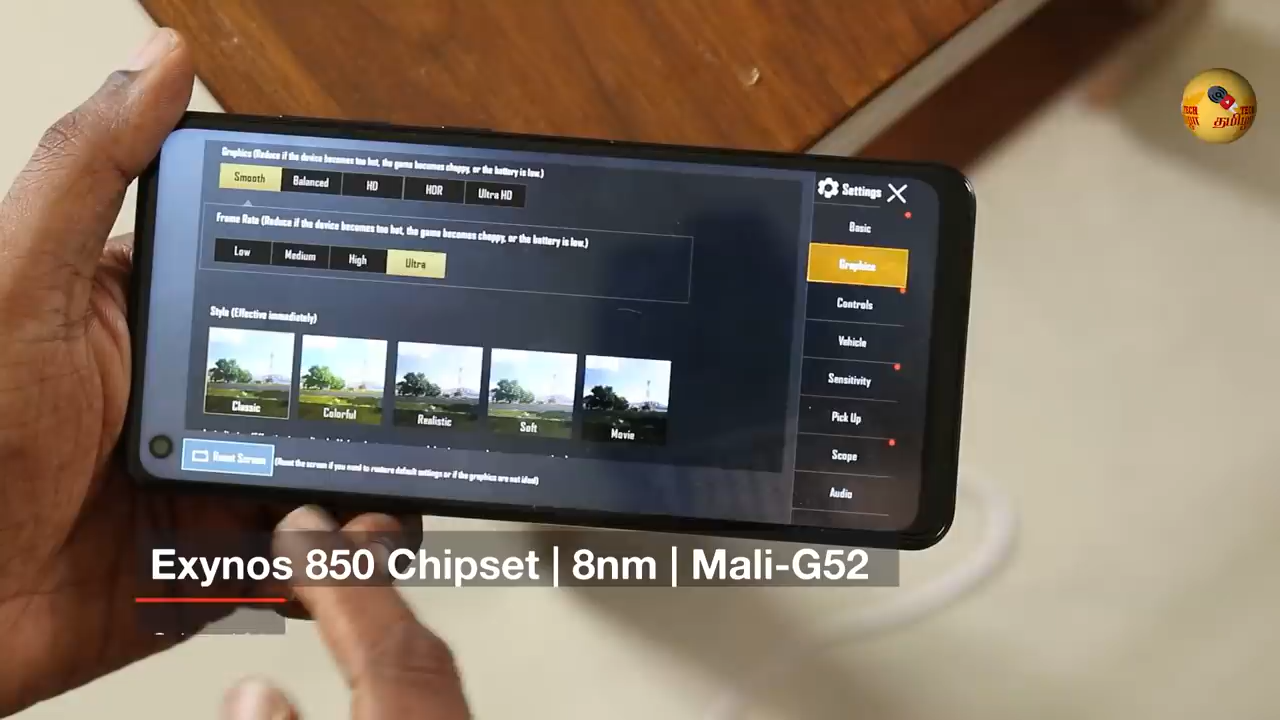 Graphics (Reduce if the device becomes too hot, the game becomes choppy, or the battery is low.)
Smooth Balanced HD HDR Ultra HD
Frame Rate (Reduce if the device becomes too hot, the game becomes choppy, or the battery is low.)
Low Medium High Ultra
Style (Effective immediately)
Classic Colorful Realistic Soft Movie
Reset Screen (Reset the screen if you need to restore default settings or if the graphics are not ideal)
Settings
Basic
Graphics
Controls
Vehicle
Sensitivity
Pick Up
Scope
Audio
TECH TECH
தமிழா
Exynos 850 Chipset | 8nm | Mali-G52